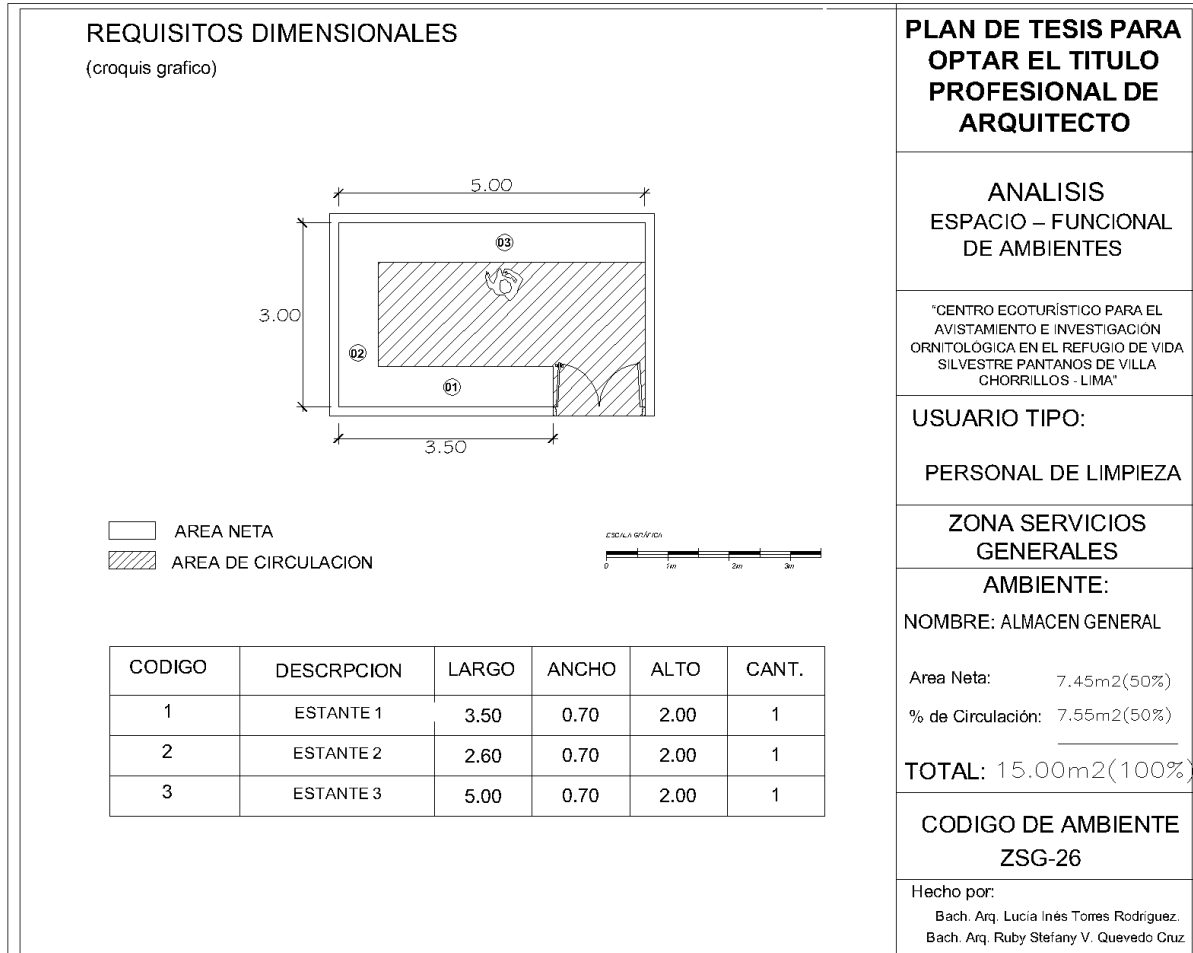 REQUISITOS DIMENSIONALES
(croquis grafico)
5.00
03
3.00
02
01
3.50
AREA NETA
AREA DE CIRCULACION
ESCALA GRÁFICA
0 1m 2m 3m
CODIGO DESCRPCION LARGO ANCHO ALTO CANT.
1 ESTANTE 1 3.50 0.70 2.00 1
2 ESTANTE 2 2.60 0.70 2.00 1
3 ESTANTE 3 5.00 0.70 2.00 1
PLAN DE TESIS PARA
OPTAR EL TITULO
PROFESIONAL DE
ARQUITECTO
ANALISIS
ESPACIO – FUNCIONAL
DE AMBIENTES
"CENTRO ECOTURÍSTICO PARA EL
AVISTAMIENTO E INVESTIGACIÓN
ORNITOLÓGICA EN EL REFUGIO DE VIDA
SILVESTRE PANTANOS DE VILLA
CHORRILLOS - LIMA"
USUARIO TIPO:
PERSONAL DE LIMPIEZA
ZONA SERVICIOS
GENERALES
AMBIENTE:
NOMBRE: ALMACEN GENERAL
Area Neta: 7.45m2(50%)
% de Circulación: 7.55m2(50%)
TOTAL: 15.00m2(100%)
CODIGO DE AMBIENTE
ZSG-26
Hecho por:
Bach. Arq. Lucía Inés Torres Rodríguez.
Bach. Arq. Ruby Stefany V. Quevedo Cruz